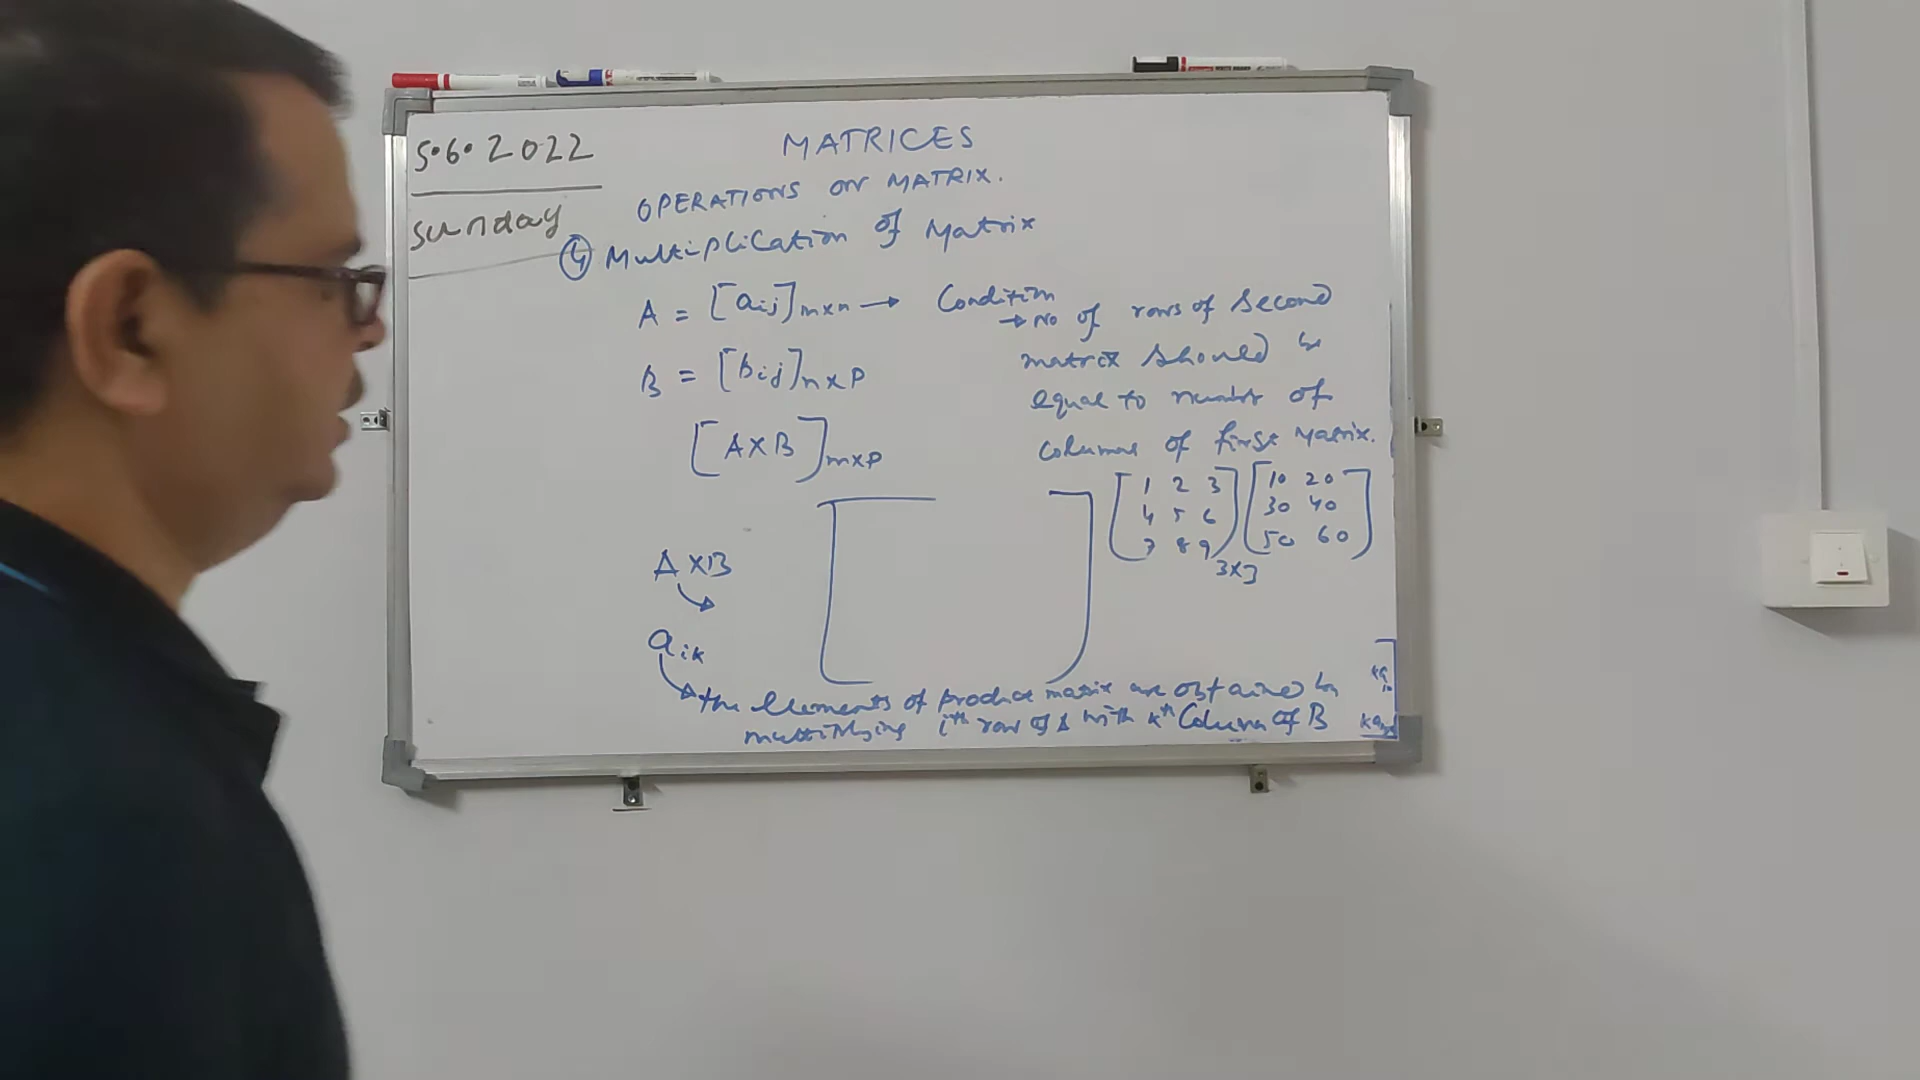 5.6.2022
Sunday
MATRICES
OPERATIONS ON MATRIX.
4 Multiplication of Matrix
A = [aij]m×n → Condition
→ No of rows of second
matrix should be
equal to number of
columns of first Matrix.
B = [bij]n×p
[A×B]m×p
1 2 3
4 5 6
7 8 9
3×3
10 20
30 40
50 60
A×B
aik
the elements of product matrix are obtained by
multiplying ith row of A with kth Column of B